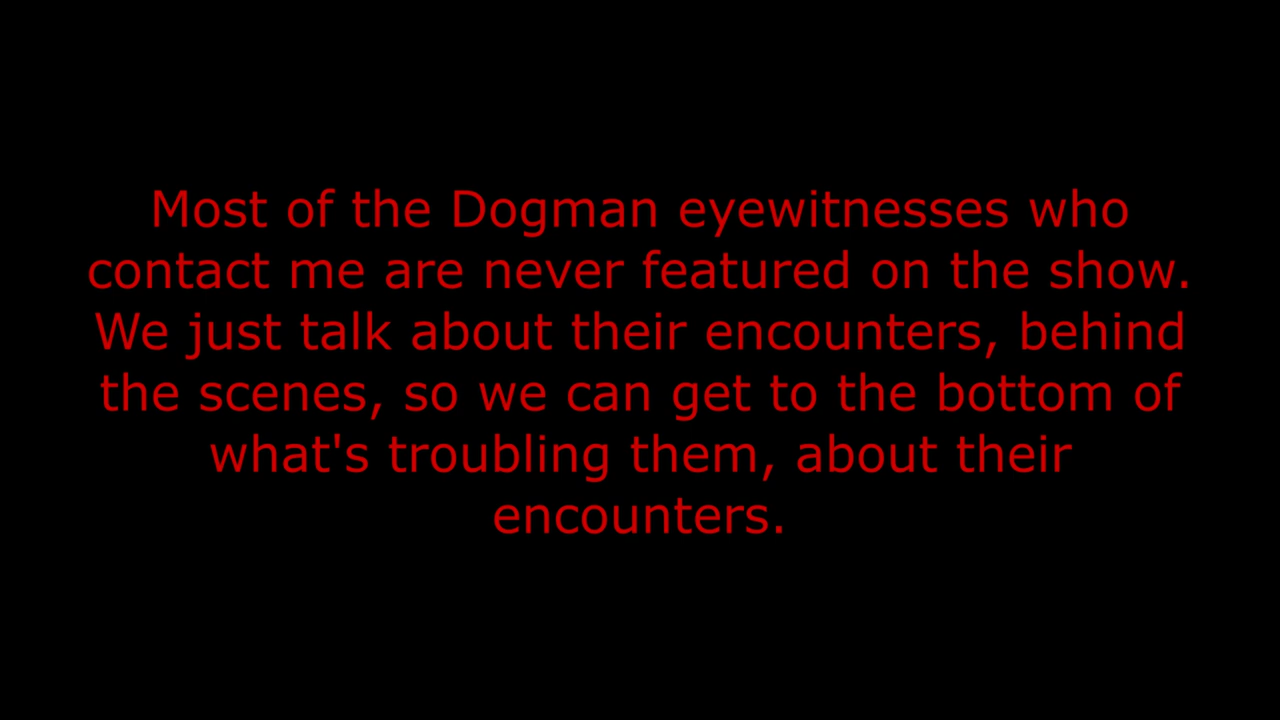 Most of the Dogman eyewitnesses who
contact me are never featured on the show.
We just talk about their encounters, behind
the scenes, so we can get to the bottom of
what's troubling them, about their
encounters.